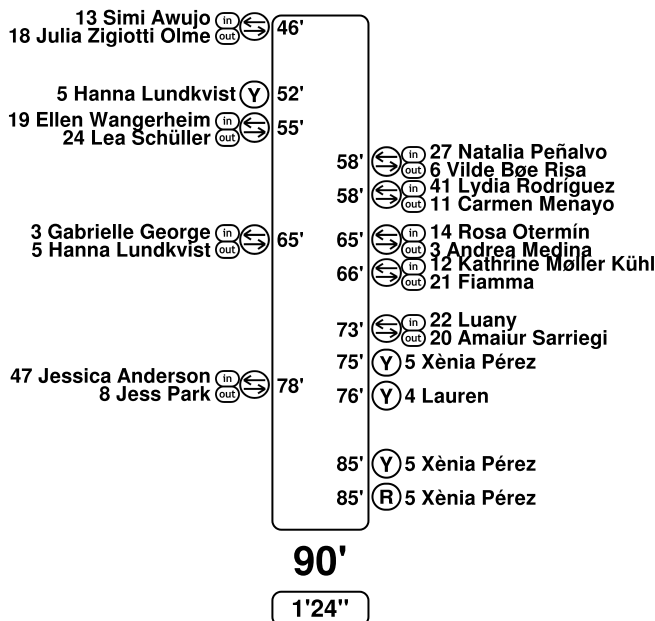 13 Simi Awujo in
18 Julia Zigiotti Olme out
46'
5 Hanna Lundkvist Y 52'
19 Ellen Wangerheim in
24 Lea Schüller out
55'
58' in 27 Natalia Peñalvo
out 6 Vilde Bøe Risa
58' in 41 Lydia Rodríguez
out 11 Carmen Menayo
3 Gabrielle George in
5 Hanna Lundkvist out
65'
65' in 14 Rosa Otermín
out 3 Andrea Medina
66' in 12 Kathrine Møller Kühl
out 21 Fiamma
73' in 22 Luany
out 20 Amaiur Sarriegi
75' Y 5 Xènia Pérez
47 Jessica Anderson in
8 Jess Park out
78'
76' Y 4 Lauren
85' Y 5 Xènia Pérez
85' R 5 Xènia Pérez
90'
1'24"